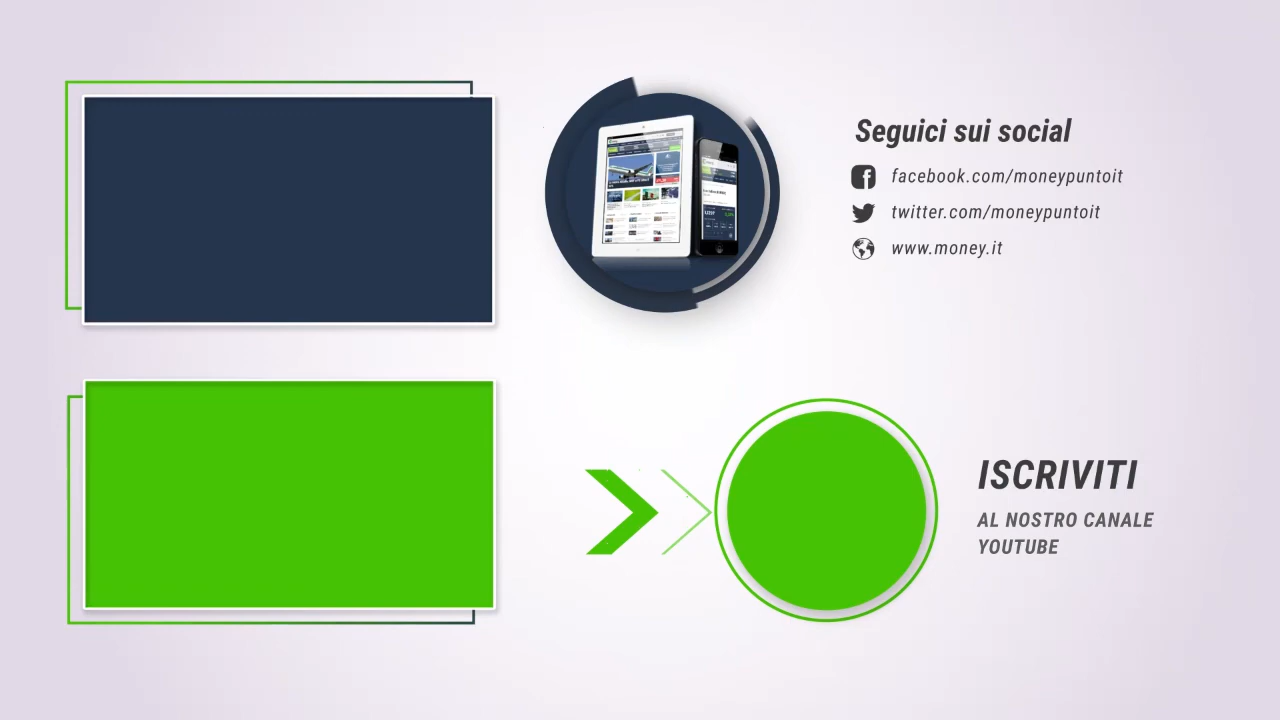 Seguici sui social
facebook.com/moneypuntoit
twitter.com/moneypuntoit
www.money.it
ISCRIVITI
AL NOSTRO CANALE
YOUTUBE